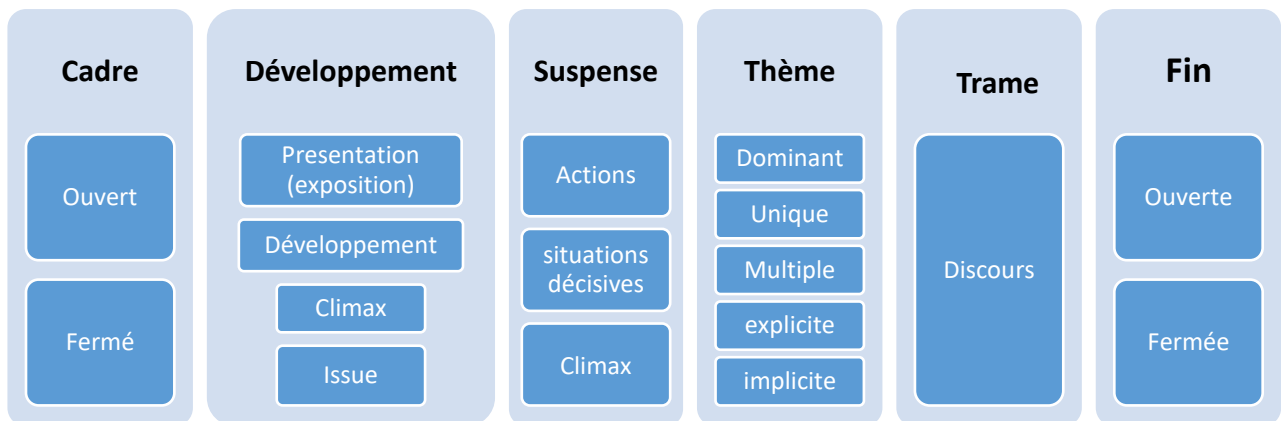 Cadre
Ouvert
Fermé
Développement
Presentation
(exposition)
Développement
Climax
Issue
Suspense
Actions
situations
décisives
Climax
Thème
Dominant
Unique
Multiple
explicite
implicite
Trame
Discours
Fin
Ouverte
Fermée